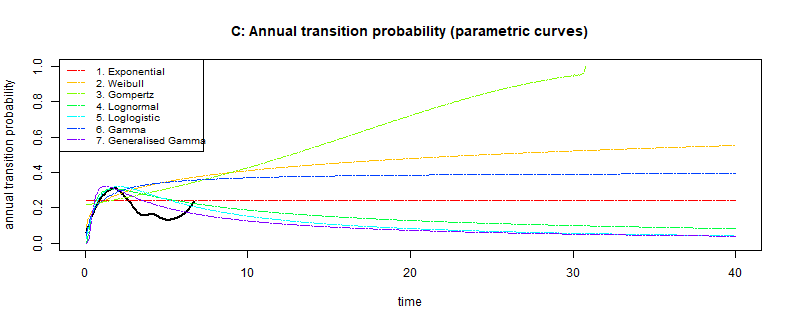 C: Annual transition probability (parametric curves)
annual transition probability
1.0
0.8
0.6
0.4
0.2
0.0
1. Exponential
2. Weibull
3. Gompertz
4. Lognormal
5. Loglogistic
6. Gamma
7. Generalised Gamma
0 10 20 30 40
time